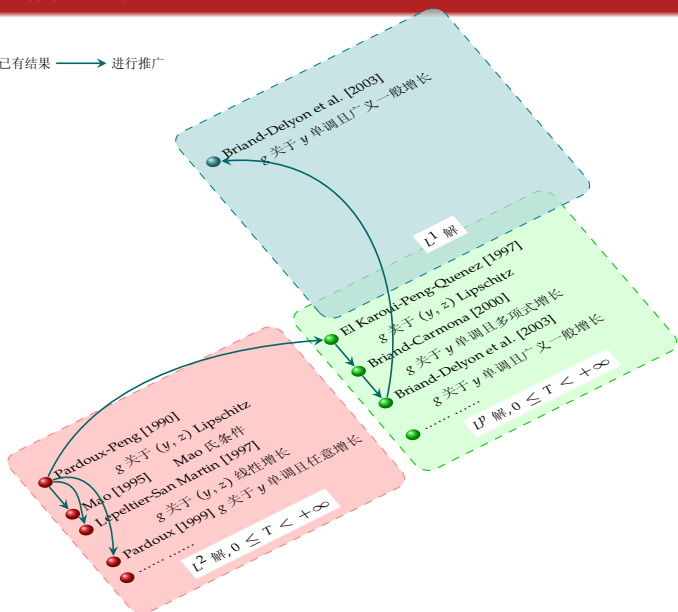 已有结果 进行推广
Briand-Delyon et al. [2003]
g 关于 y 单调且广义一般增长
L¹ 解
El Karoui-Peng-Quenez [1997]
g 关于 (y, z) Lipschitz
Briand-Carmona [2000]
g 关于 y 单调且多项式增长
Briand-Delyon et al. [2003]
g 关于 y 单调且广义一般增长
…… ……
Lᵖ 解, 0 ≤ T < +∞
Pardoux-Peng [1990]
g 关于 (y, z) Lipschitz
Mao [1995] Mao 氏条件
Lepeltier-San Martin [1997]
g 关于 (y, z) 线性增长
Pardoux [1999] g 关于 y 单调且任意增长
…… ……
L² 解, 0 ≤ T < +∞